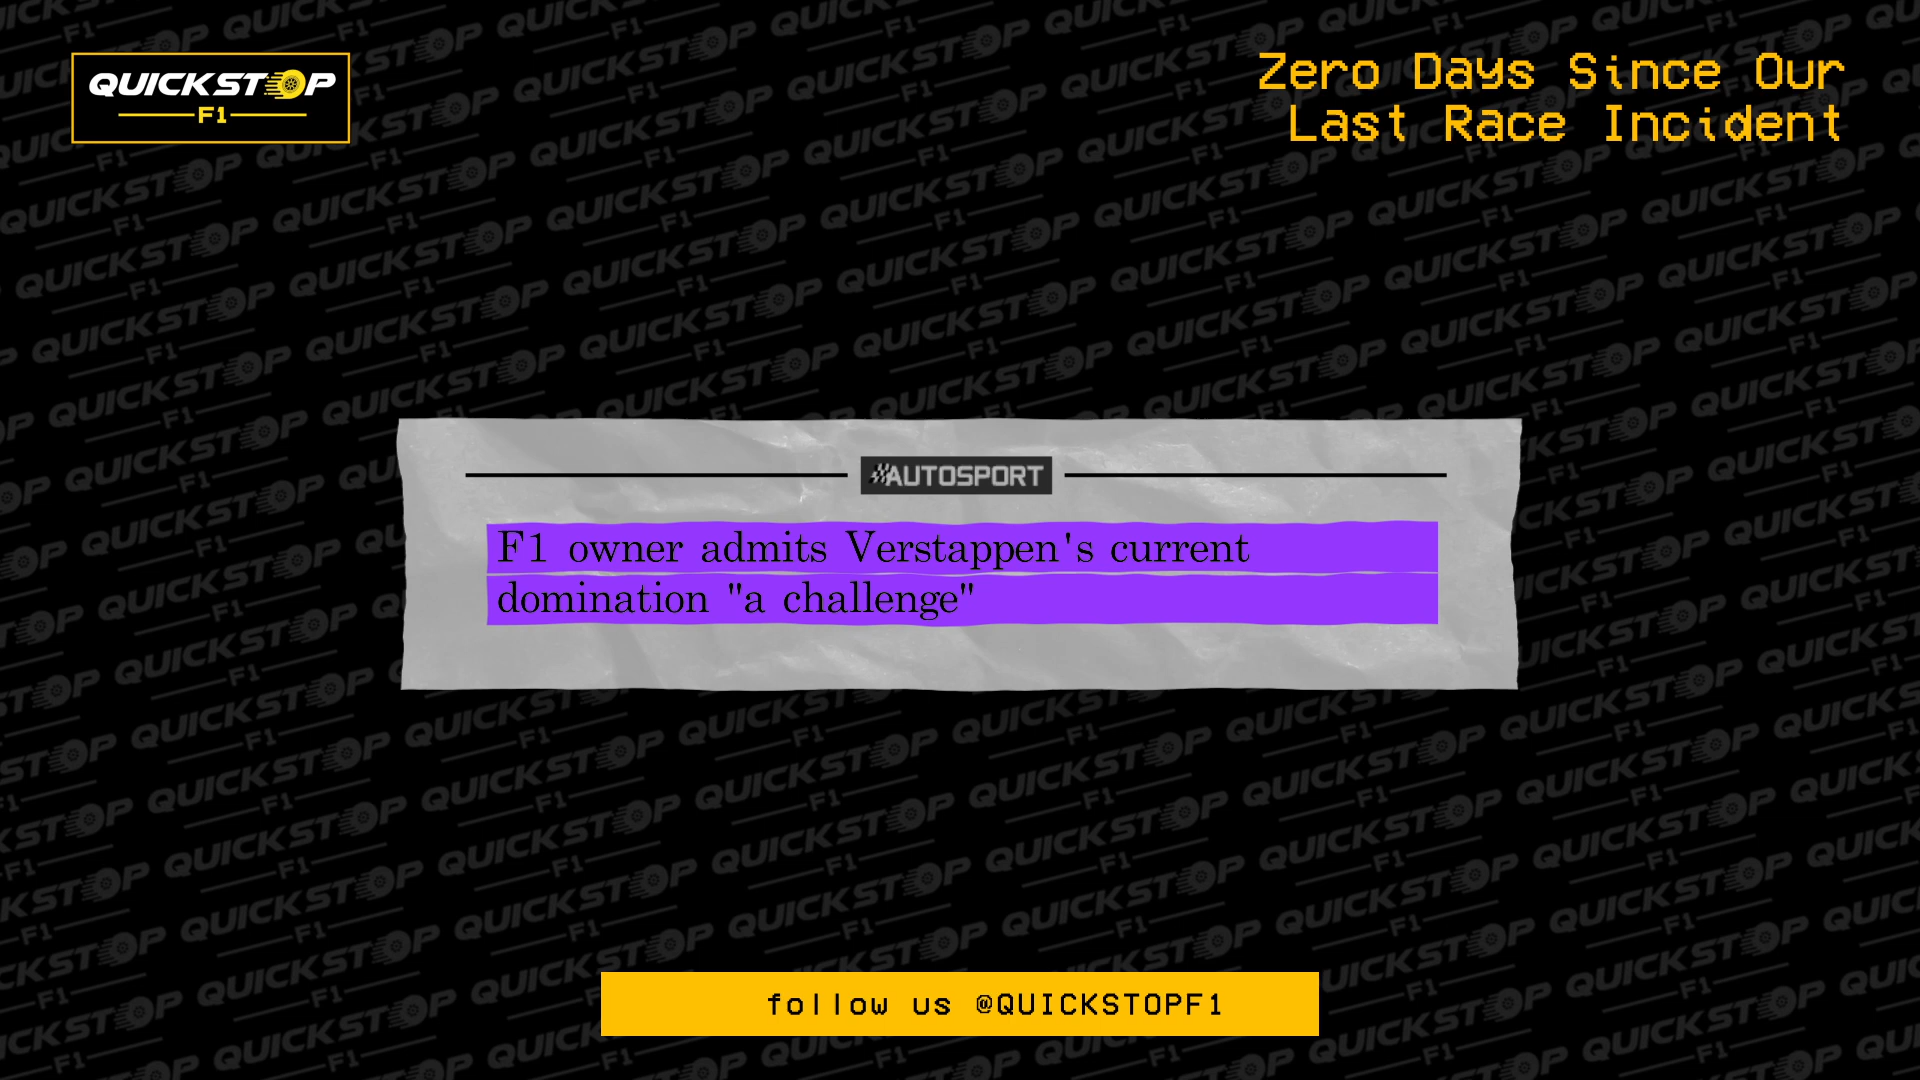 QUICKSTOP
F1
Zero Days Since Our
Last Race Incident
AUTOSPORT
F1 owner admits Verstappen's current
domination "a challenge"
follow us @QUICKSTOPF1